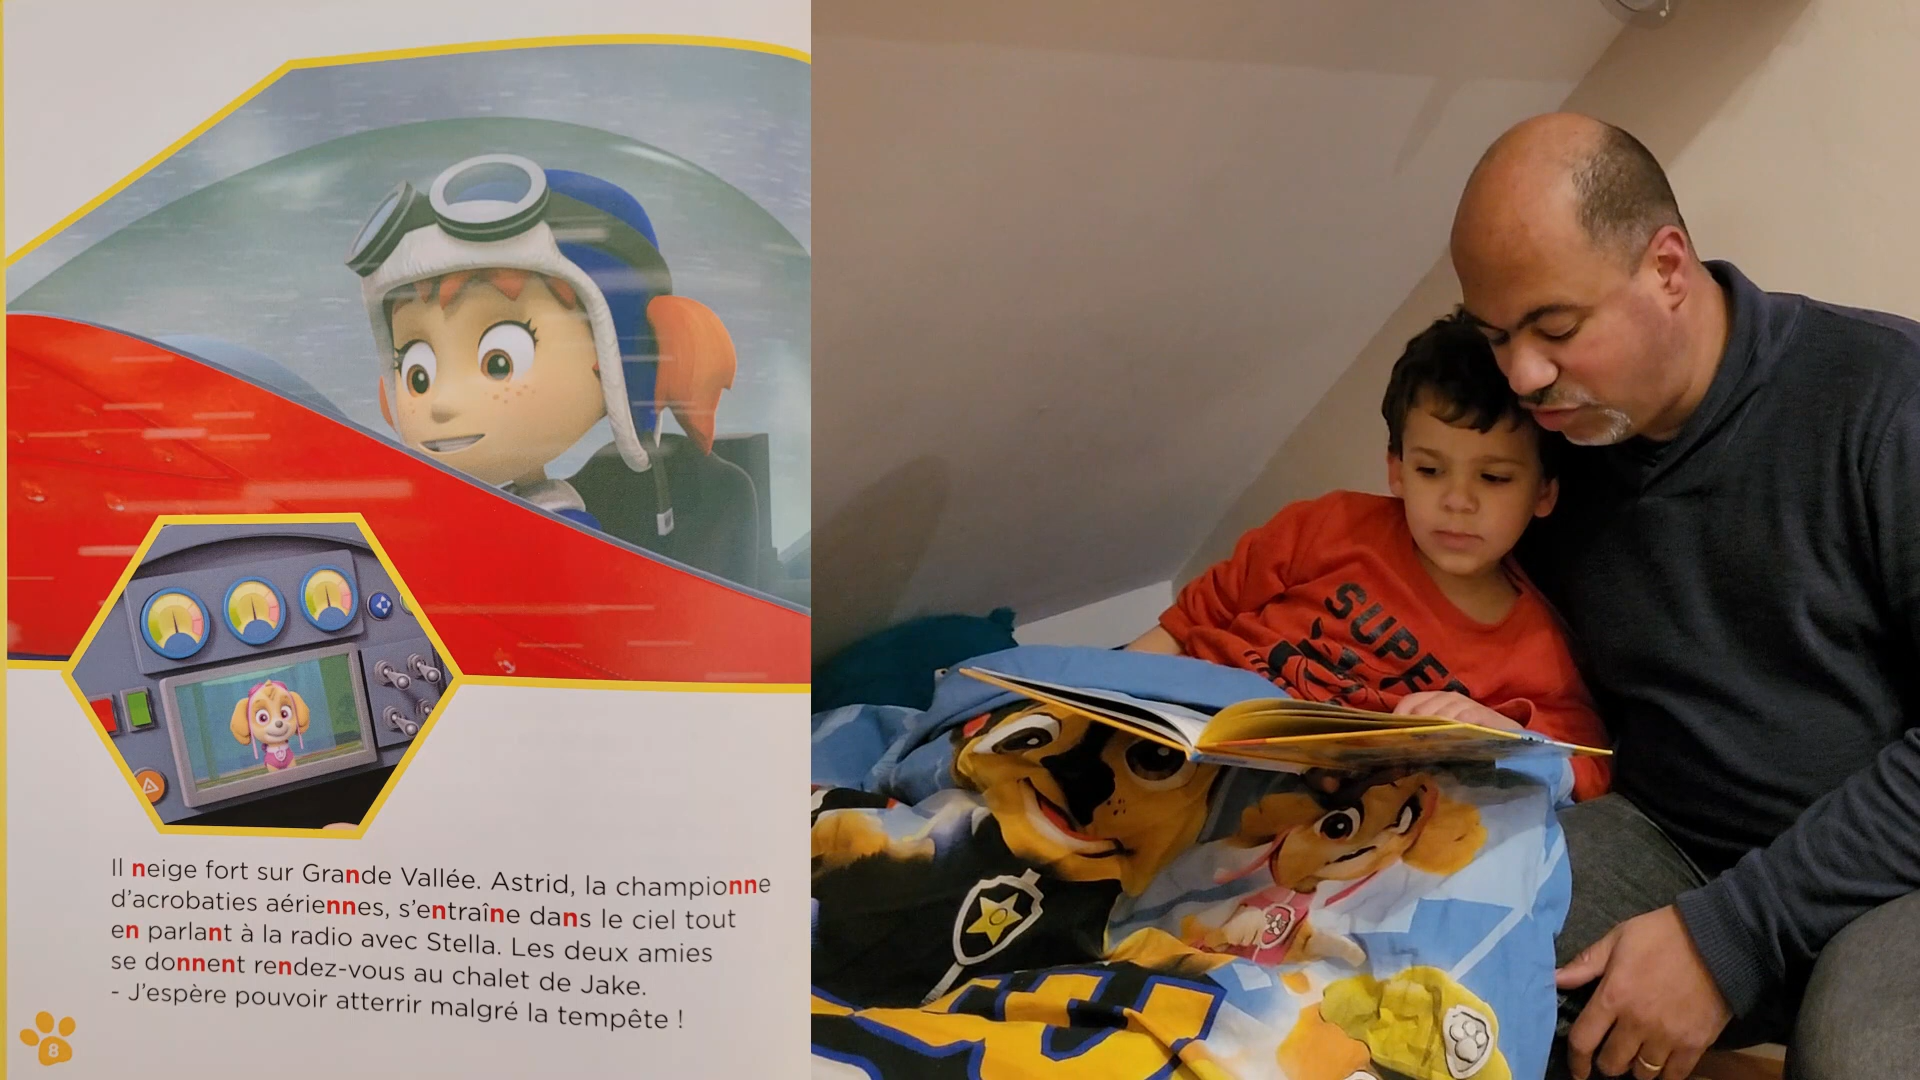 Il neige fort sur Grande Vallée. Astrid, la championne
d'acrobaties aériennes, s'entraîne dans le ciel tout
en parlant à la radio avec Stella. Les deux amies
se donnent rendez-vous au chalet de Jake.
- J'espère pouvoir atterrir malgré la tempête !
8
SUPER